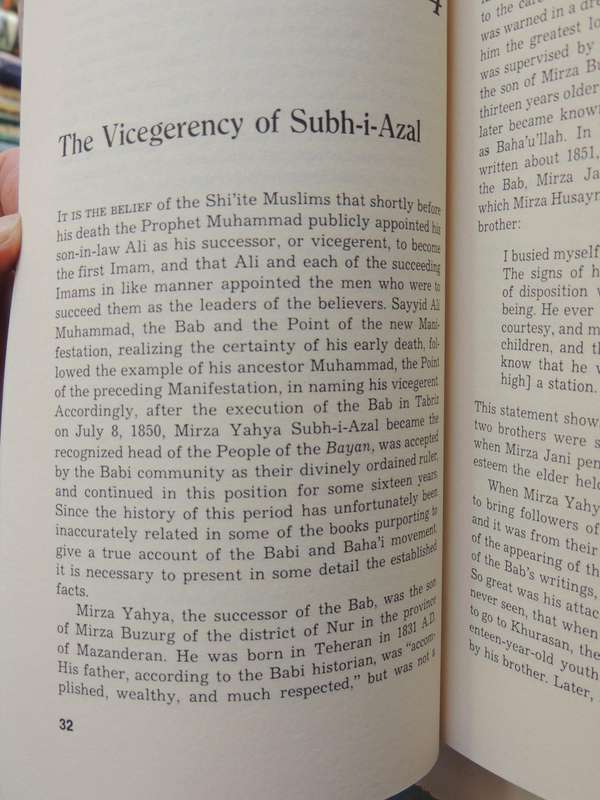 4
The Vicegerency of Subh-i-Azal
IT IS THE BELIEF of the Shi'ite Muslims that shortly before
his death the Prophet Muhammad publicly appointed his
son-in-law Ali as his successor, or vicegerent, to become
the first Imam, and that Ali and each of the succeeding
Imams in like manner appointed the men who were to
succeed them as the leaders of the believers. Sayyid Ali
Muhammad, the Bab and the Point of the new Mani-
festation, realizing the certainty of his early death, fol-
lowed the example of his ancestor Muhammad, the Point
of the preceding Manifestation, in naming his vicegerent.
Accordingly, after the execution of the Bab in Tabriz
on July 8, 1850, Mirza Yahya Subh-i-Azal became the
recognized head of the People of the Bayan, was accepted
by the Babi community as their divinely ordained ruler,
and continued in this position for some sixteen years.
Since the history of this period has unfortunately been
inaccurately related in some of the books purporting to
give a true account of the Babi and Baha'i movement,
it is necessary to present in some detail the established
facts.
Mirza Yahya, the successor of the Bab, was the son
of Mirza Buzurg of the district of Nur in the province
of Mazanderan. He was born in Teheran in 1831 A.D.
His father, according to the Babi historian, was "accom-
plished, wealthy, and much respected," but was not a
32
to the care
was warned in a
him the greatest
was supervised by
the son of Mirza
thirteen years older
later became known
as Baha'u'llah. In
written about 1851,
the Bab, Mirza
which Mirza
brother:
I busied myself
The signs of
of disposition
being. He ever
courtesy, and
children, and
know that he
high] a station.
This statement
two brothers were
when Mirza Jani
esteem the elder
When Mirza
to bring followers of
and it was from their
of the appearing of
of the Bab's writings,
So great was his
never seen, that when
to go to Khurasan, the
enteen-year-old youth
by his brother. Later,